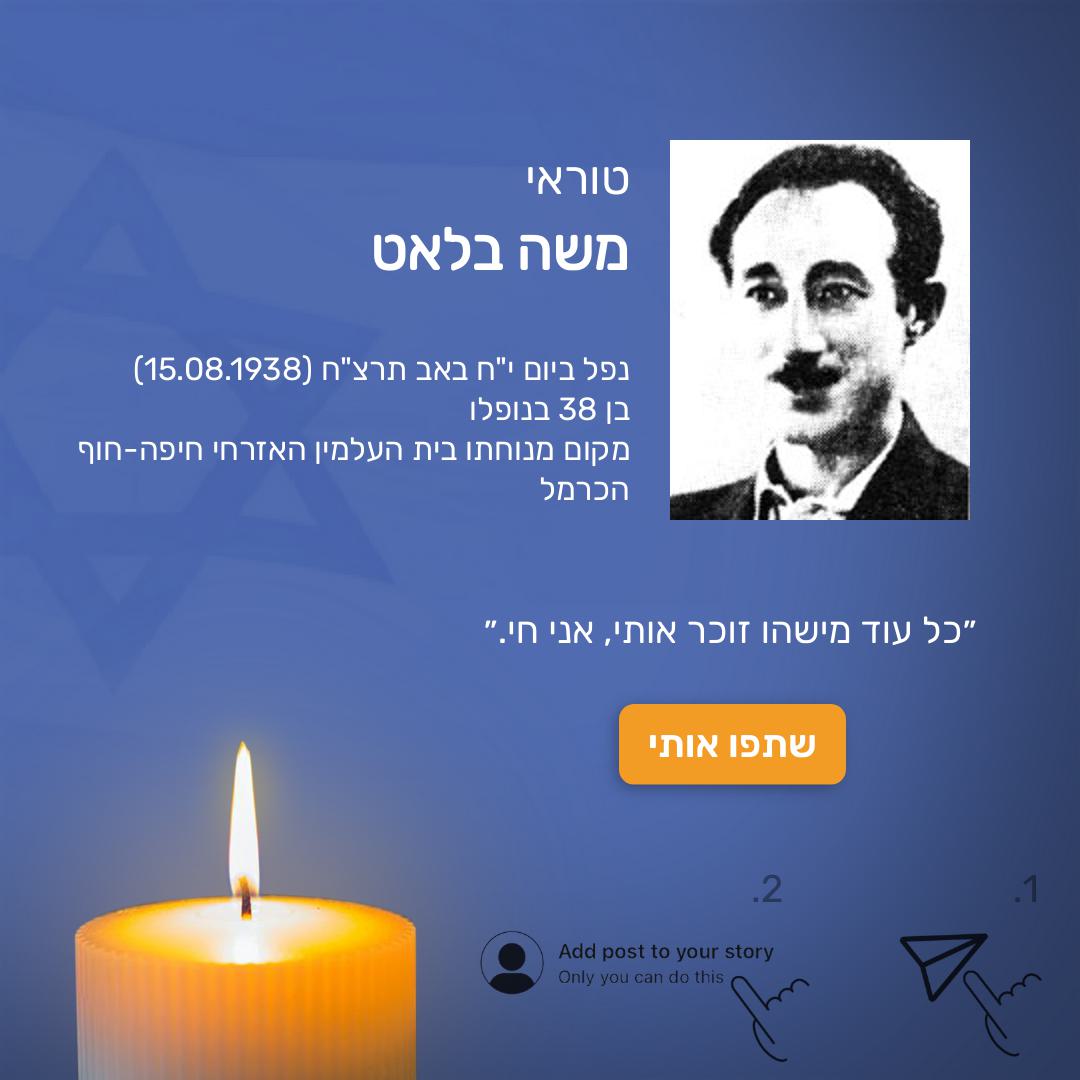 טוראי
משה בלאט
נפל ביום י"ח באב תרצ"ח (15.08.1938)
בן 38 בנופלו
מקום מנוחתו בית העלמין האזרחי חיפה-חוף
הכרמל
״כל עוד מישהו זוכר אותי, אני חי.״
שתפו אותי
.1
.2
Add post to your story
Only you can do this